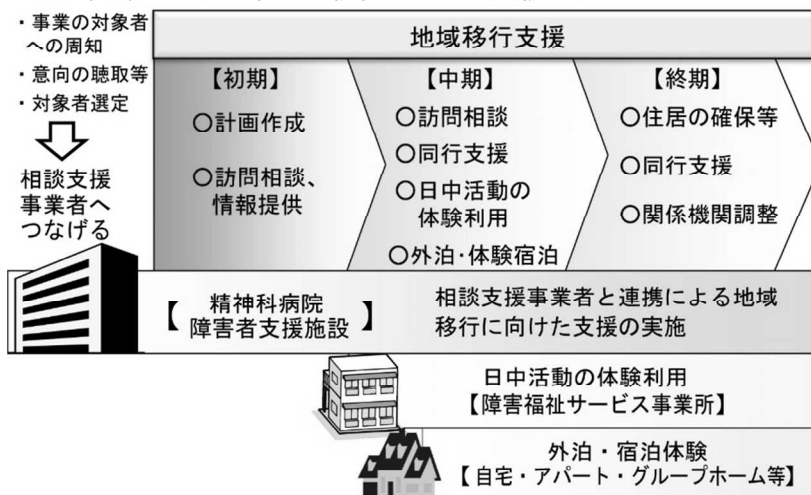 ・事業の対象者
への周知
・意向の聴取等
・対象者選定
相談支援
事業者へ
つなげる
地域移行支援
【初期】
○計画作成
○訪問相談、
情報提供
【中期】
○訪問相談
○同行支援
○日中活動の
体験利用
○外泊・体験宿泊
【終期】
○住居の確保等
○同行支援
○関係機関調整
【精神科病院
障害者支援施設】
相談支援事業者と連携による地域
移行に向けた支援の実施
日中活動の体験利用
【障害福祉サービス事業所】
外泊・宿泊体験
【自宅・アパート・グループホーム等】